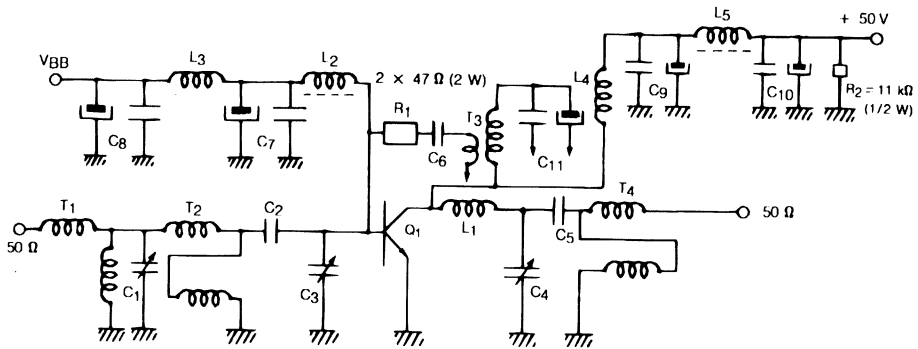 L5
+ 50 V
VBB
L3
L2
2 × 47 Ω (2 W)
L4
C9
C10
R2 = 11 kΩ
(1/2 W)
R1
T3
C8
C7
C6
C11
T1
T2
C2
Q1
L1
C5
T4
50 Ω
50 Ω
C1
C3
C4